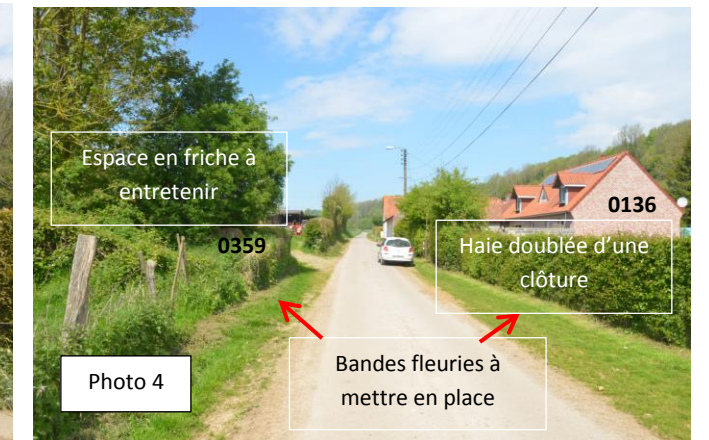 Espace en friche à
entretenir
0359
0136
Haie doublée d'une
clôture
Bandes fleuries à
mettre en place
Photo 4